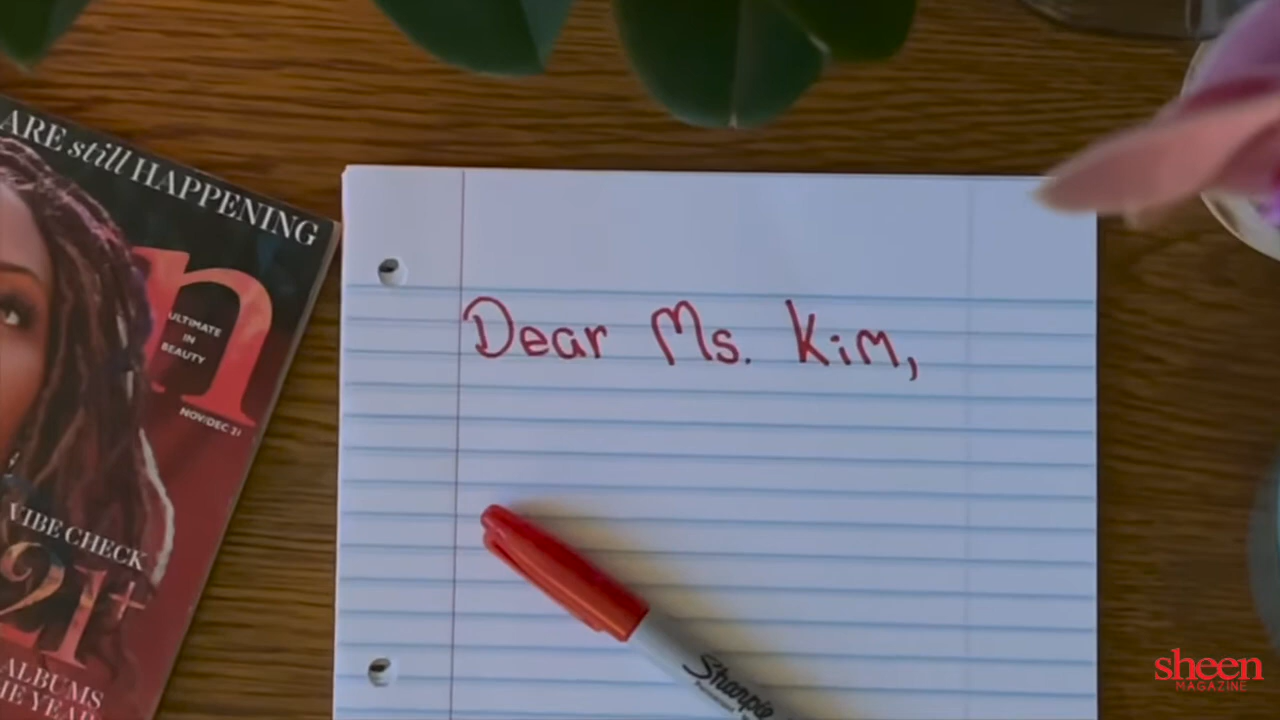 ARE still HAPPENING
n
ULTIMATE
IN
BEAUTY
NOV/DEC 21
VIBE CHECK
21+
ALBUMS
Dear Ms. Kim,
Sharpie
sheen
MAGAZINE